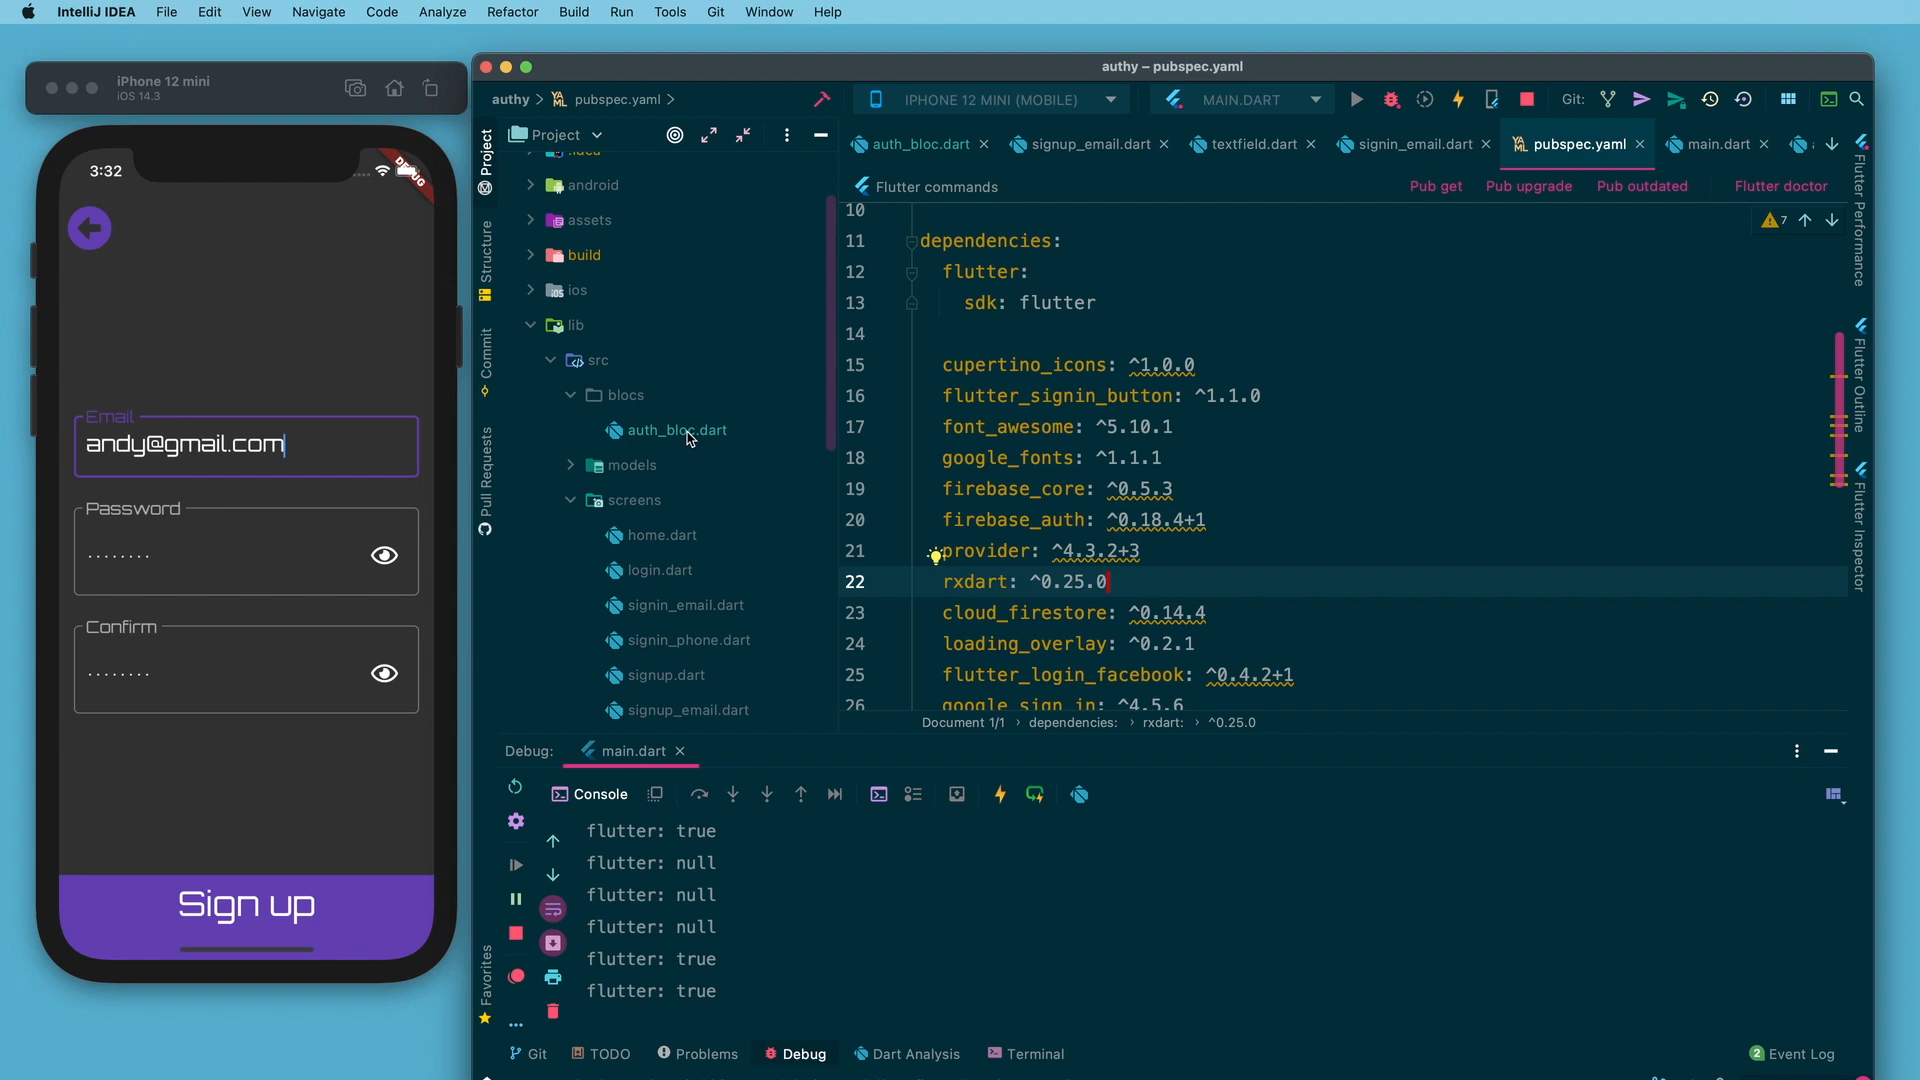 IntelliJ IDEA File Edit View Navigate Code Analyze Refactor Build Run Tools Git Window Help
iPhone 12 mini
iOS 14.3
3:32
DEBUG
Email
andy@gmail.com
Password
Confirm
Sign up
authy – pubspec.yaml
authy pubspec.yaml
IPHONE 12 MINI (MOBILE) MAIN.DART Git:
Project
auth_bloc.dart signup_email.dart textfield.dart signin_email.dart pubspec.yaml main.dart
Flutter commands Pub get Pub upgrade Pub outdated Flutter doctor
Project
Structure
Commit
Pull Requests
Favorites
.idea
android
assets
build
ios
lib
src
blocs
auth_bloc.dart
models
screens
home.dart
login.dart
signin_email.dart
signin_phone.dart
signup.dart
signup_email.dart
7
10
11 dependencies:
12 flutter:
13 sdk: flutter
14
15 cupertino_icons: ^1.0.0
16 flutter_signin_button: ^1.1.0
17 font_awesome: ^5.10.1
18 google_fonts: ^1.1.1
19 firebase_core: ^0.5.3
20 firebase_auth: ^0.18.4+1
21 provider: ^4.3.2+3
22 rxdart: ^0.25.0
23 cloud_firestore: ^0.14.4
24 loading_overlay: ^0.2.1
25 flutter_login_facebook: ^0.4.2+1
26 google_sign_in: ^4.5.6
Document 1/1 › dependencies: › rxdart: › ^0.25.0
Flutter Performance
Flutter Outline
Flutter Inspector
Debug: main.dart
Console
flutter: true
flutter: null
flutter: null
flutter: null
flutter: true
flutter: true
Git TODO Problems Debug Dart Analysis Terminal 2 Event Log